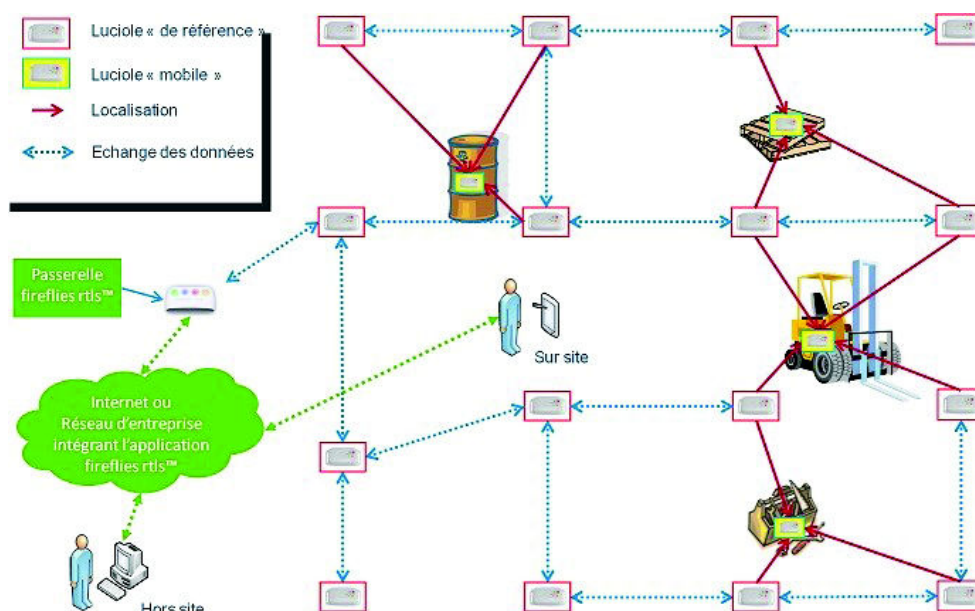 Luciole « de référence »
Luciole « mobile »
Localisation
Echange des données
Passerelle
fireflies rtls™
Sur site
Internet ou
Réseau d'entreprise
intégrant l'application
fireflies rtls™
Hors site